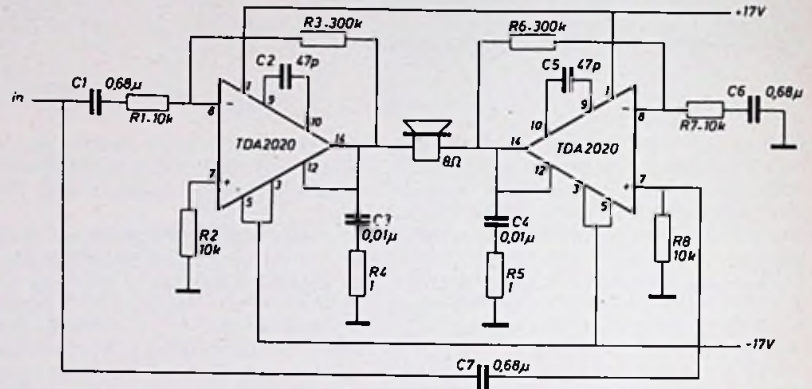 +17V
R3-300k
R6-300k
C2
47p
C5
47p
C1
0,68μ
C6
0,68μ
in
R1-10k
R7-10k
1
9
10
14
8
12
7
3
5
TDA2020
8Ω
1
9
10
14
8
12
7
3
5
TDA2020
R2
10k
C3
0,01μ
R4
1
C4
0,01μ
R5
1
R8
10k
-17V
C7
0,68μ